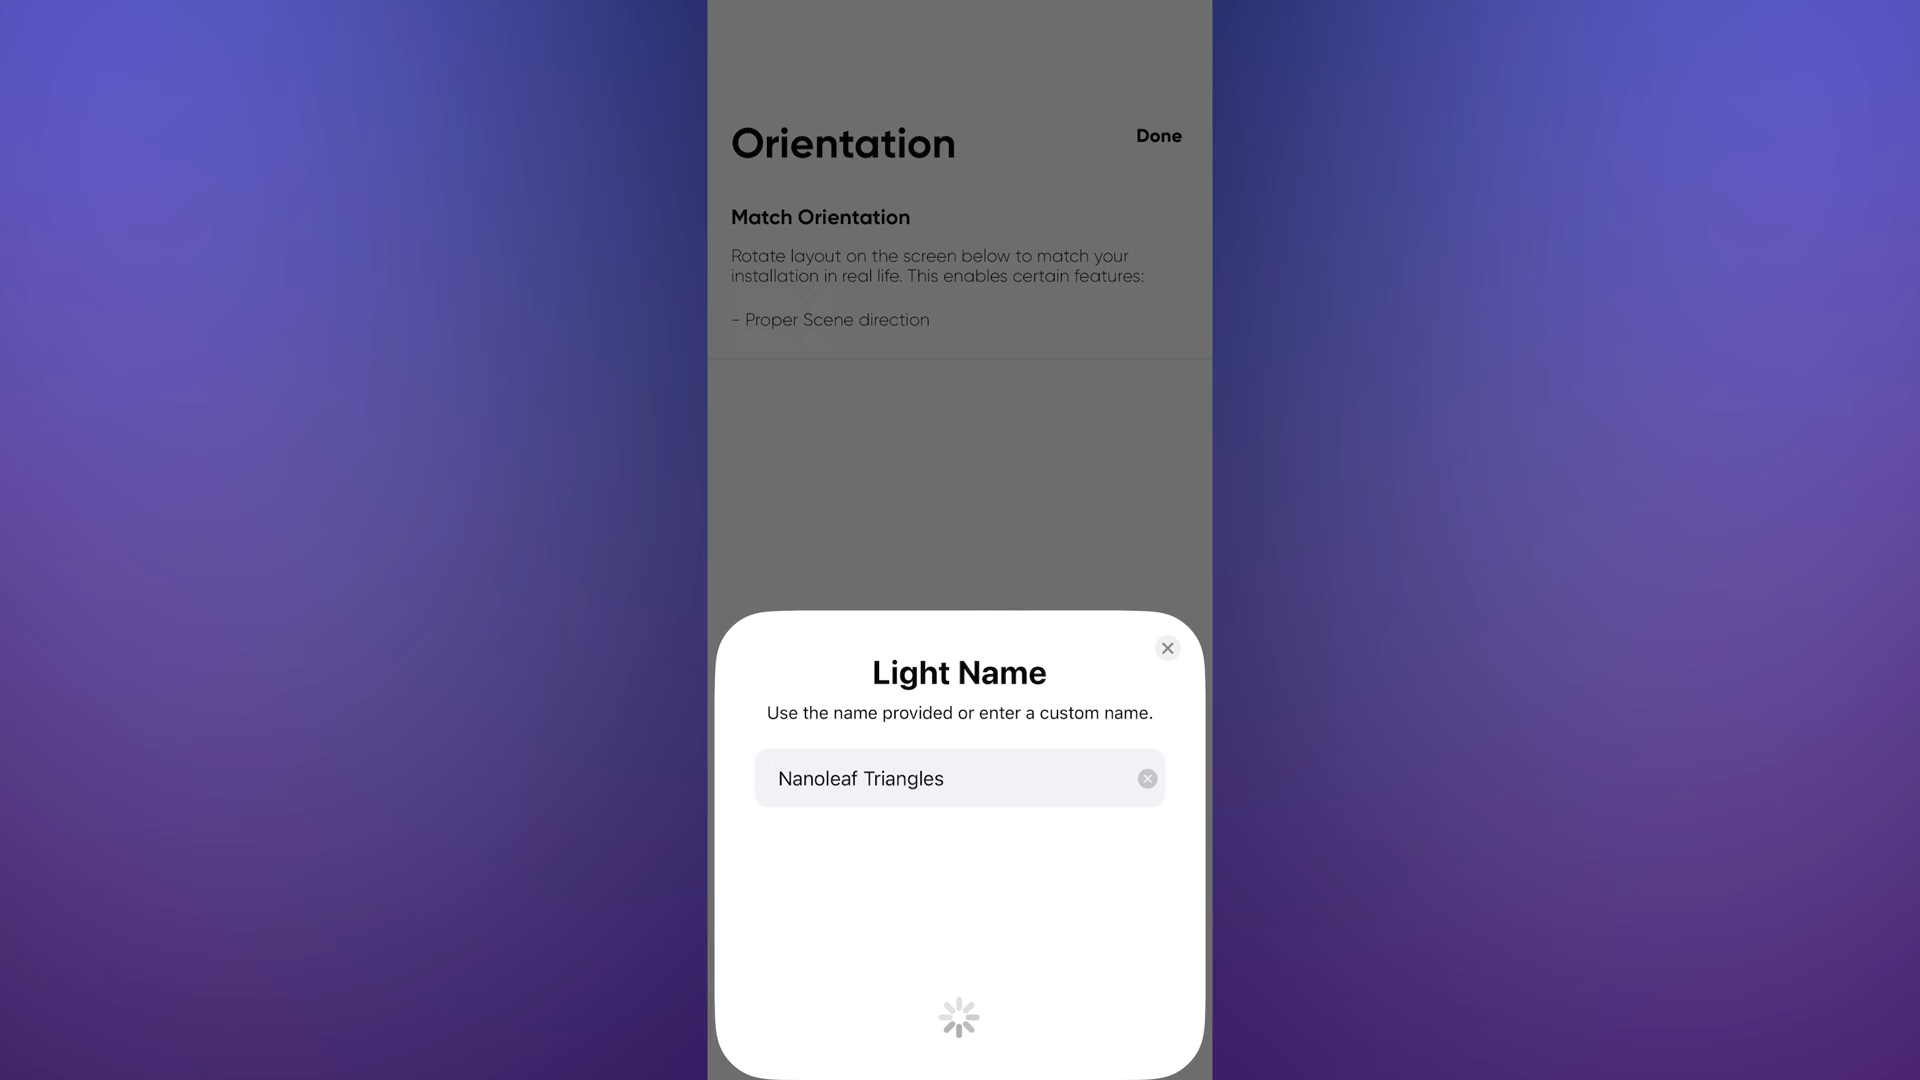 Orientation
Done
Match Orientation
Rotate layout on the screen below to match your
installation in real life. This enables certain features:
- Proper Scene direction
Light Name
Use the name provided or enter a custom name.
Nanoleaf Triangles